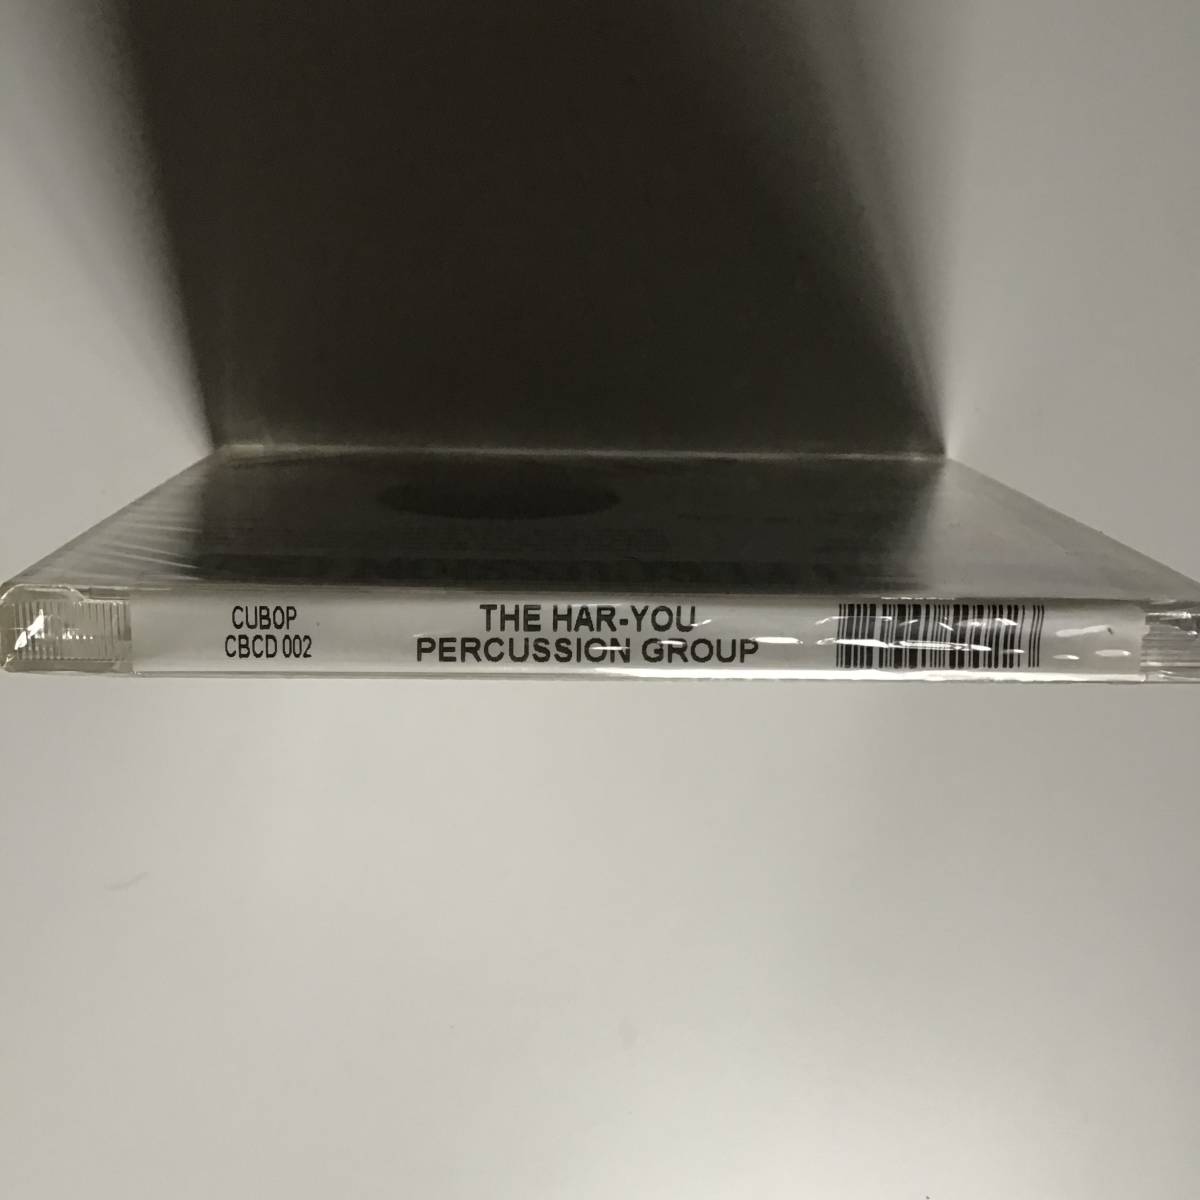 CUBOP
CBCD 002
THE HAR-YOU
PERCUSSION GROUP